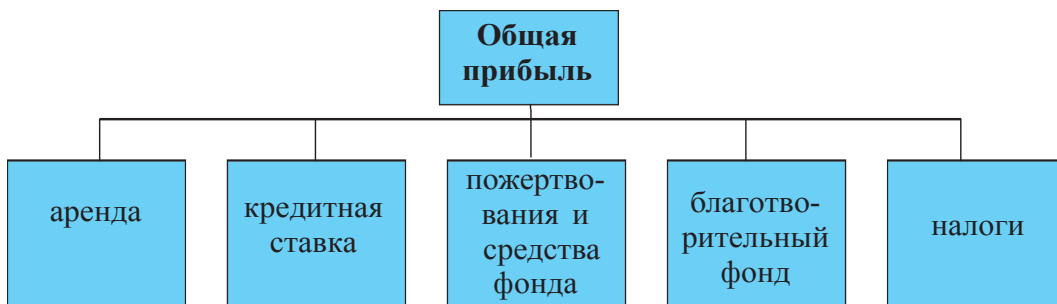 Общая
прибыль
аренда
кредитная
ставка
пожертво-
вания и
средства
фонда
благотво-
рительный
фонд
налоги